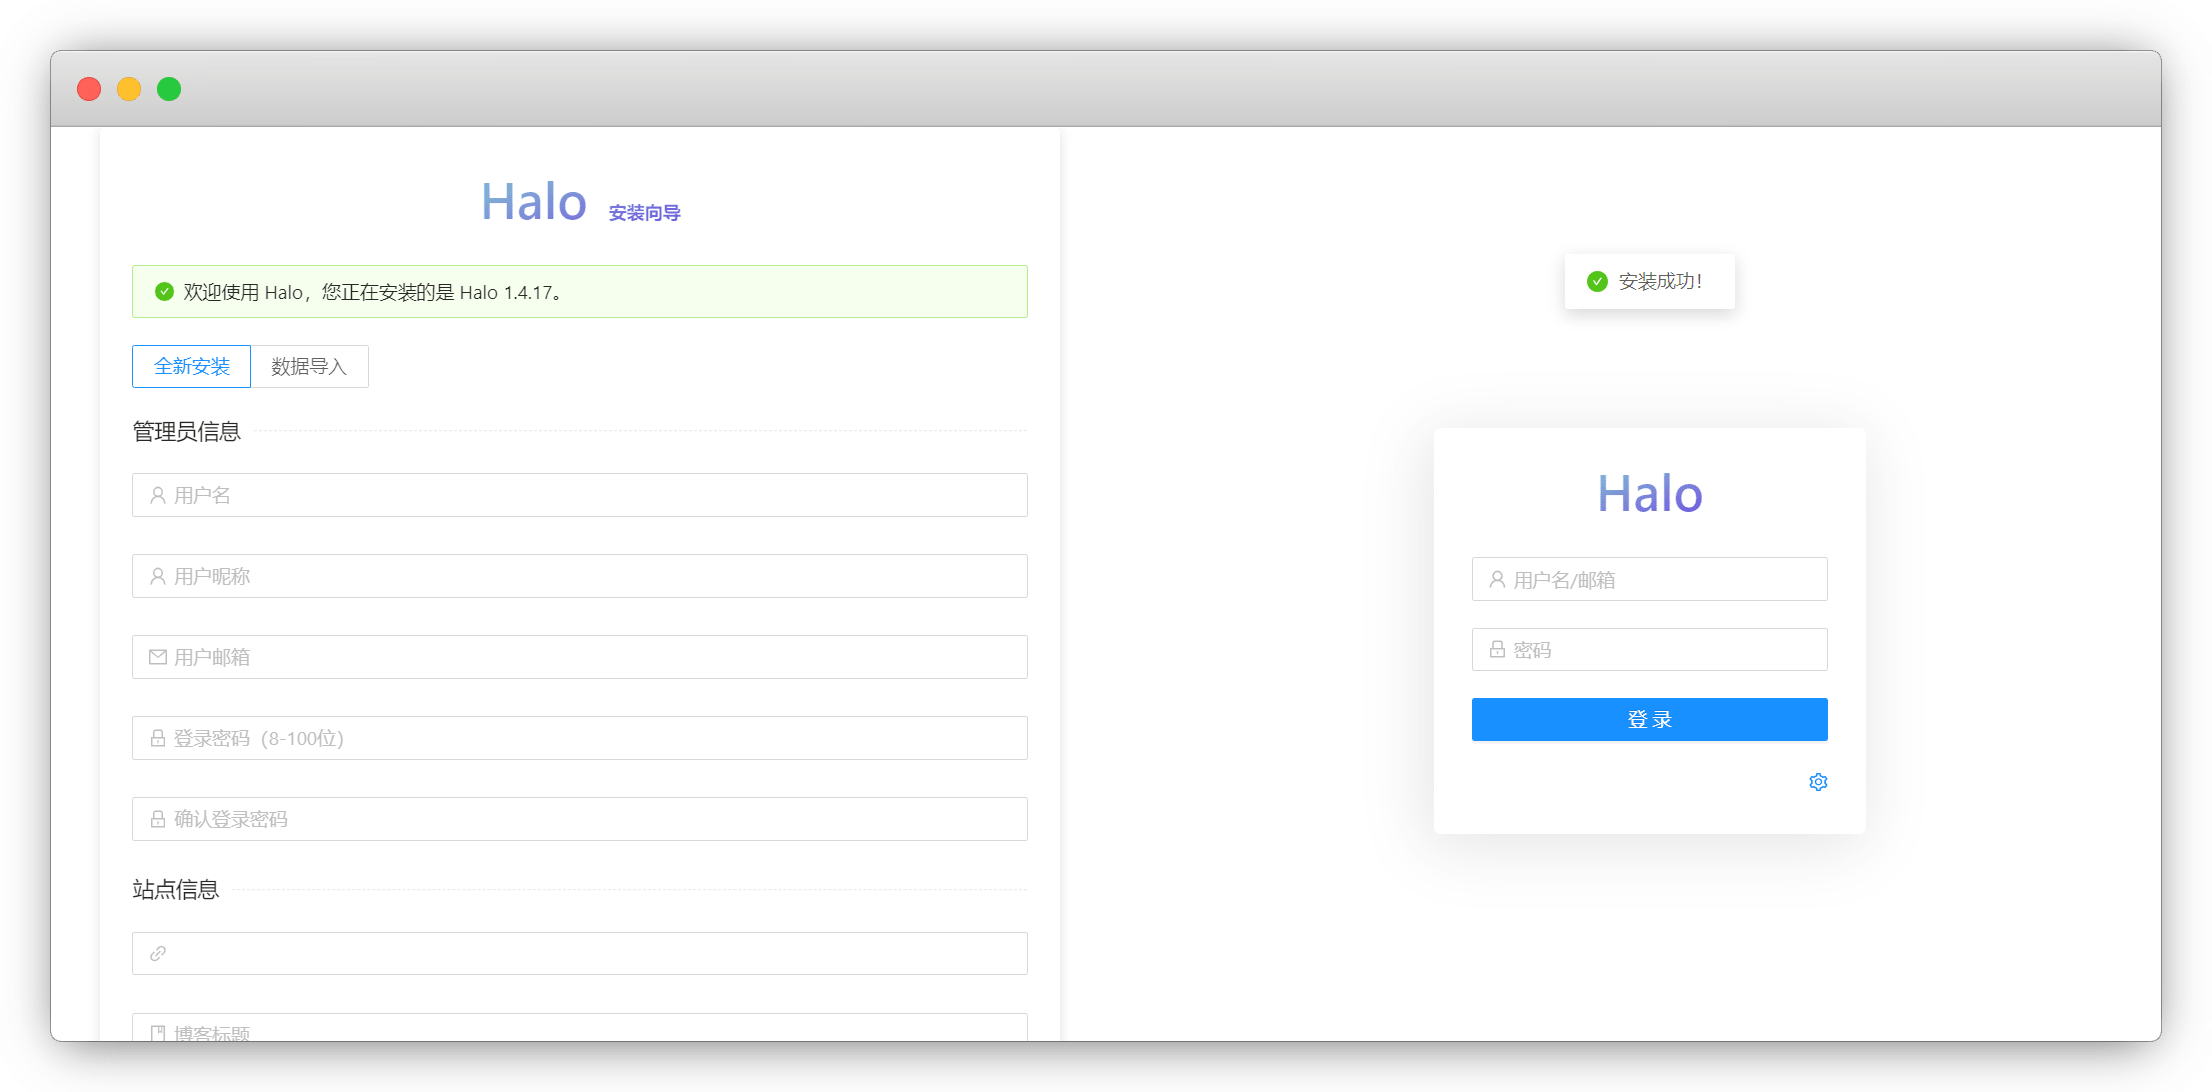 Halo 安装向导
欢迎使用 Halo，您正在安装的是 Halo 1.4.17。
全新安装 数据导入
管理员信息
用户名
用户昵称
用户邮箱
登录密码（8-100位）
确认登录密码
站点信息
博客标题
安装成功！
Halo
用户名/邮箱
密码
登 录